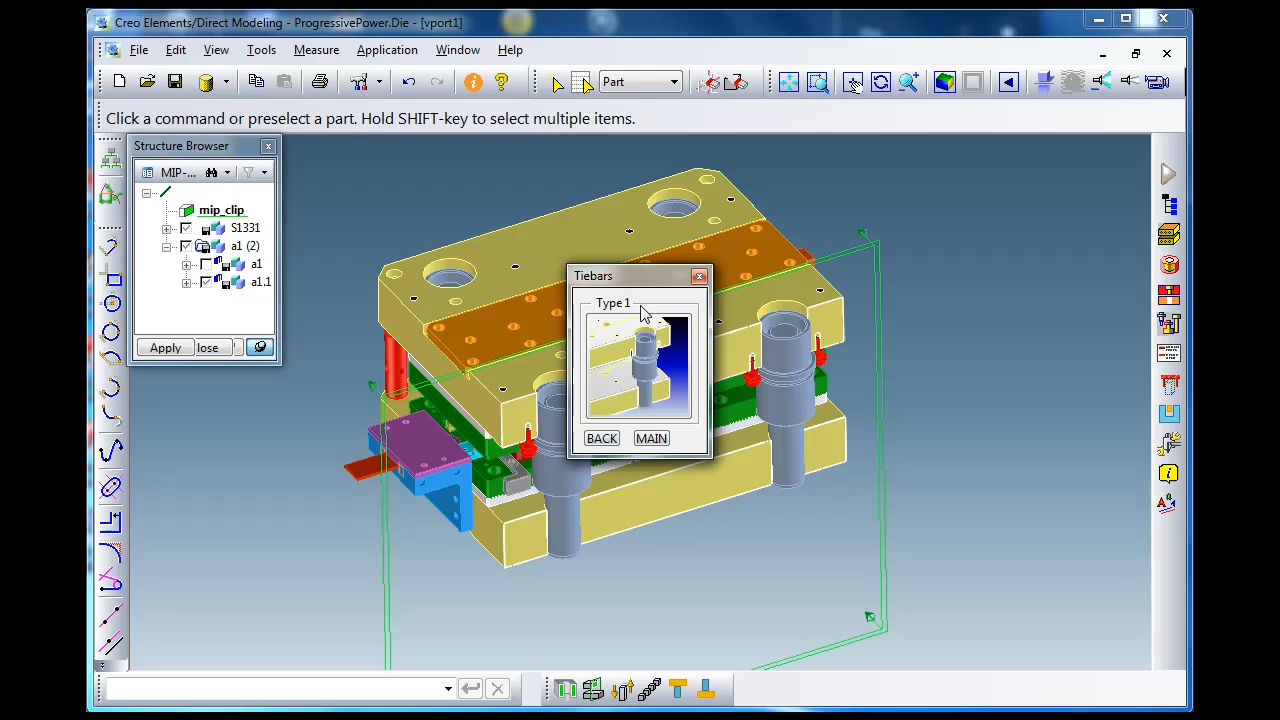 Creo Elements/Direct Modeling - ProgressivePower.Die - [vport1]
File Edit View Tools Measure Application Window Help
Part
Click a command or preselect a part. Hold SHIFT-key to select multiple items.
Structure Browser
MIP-...
mip_clip
S1331
a1 (2)
a1
a1.1
Apply lose
Tiebars
Type 1
BACK MAIN